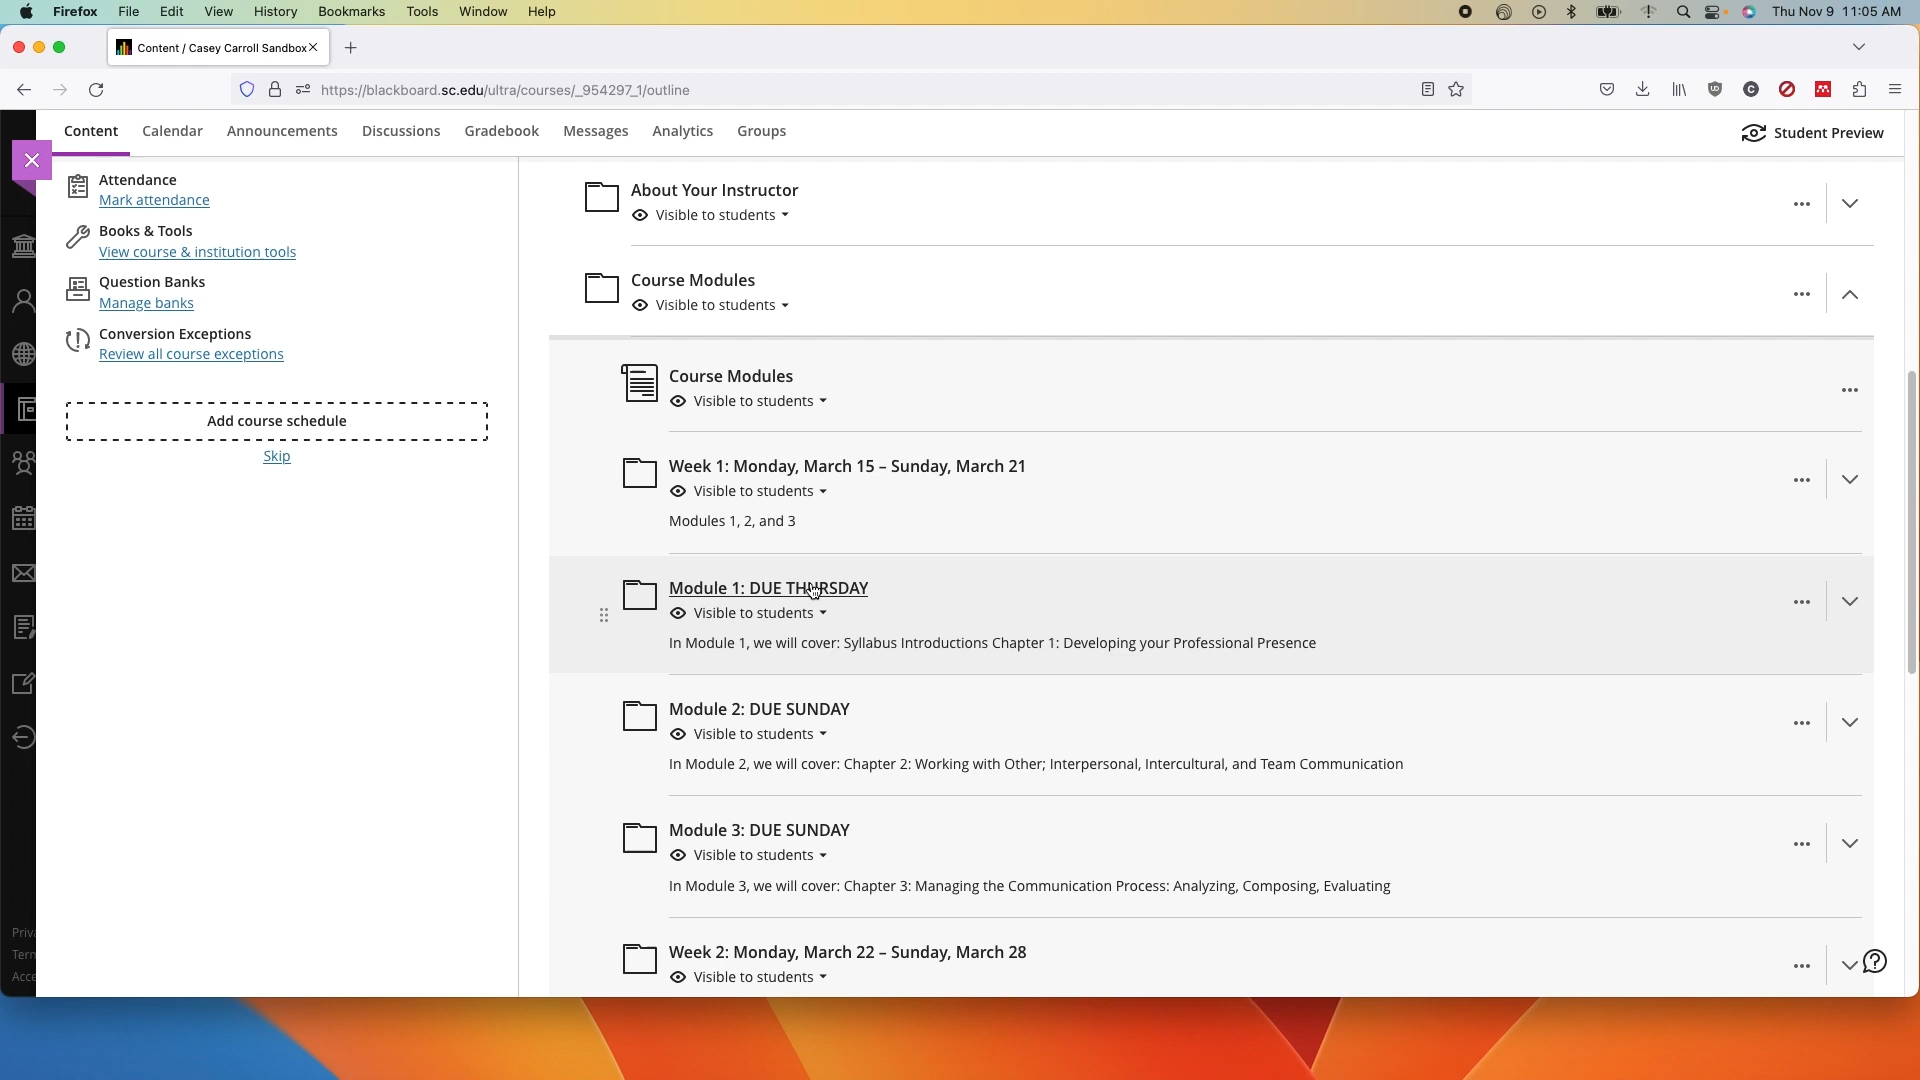 Firefox File Edit View History Bookmarks Tools Window Help Thu Nov 9 11:05 AM
Content / Casey Carroll Sandbox
https://blackboard.sc.edu/ultra/courses/_954297_1/outline
Content Calendar Announcements Discussions Gradebook Messages Analytics Groups Student Preview
Attendance
Mark attendance
Books & Tools
View course & institution tools
Question Banks
Manage banks
Conversion Exceptions
Review all course exceptions
Add course schedule
Skip
About Your Instructor
Visible to students
Course Modules
Visible to students
Course Modules
Visible to students
Week 1: Monday, March 15 – Sunday, March 21
Visible to students
Modules 1, 2, and 3
Module 1: DUE THURSDAY
Visible to students
In Module 1, we will cover: Syllabus Introductions Chapter 1: Developing your Professional Presence
Module 2: DUE SUNDAY
Visible to students
In Module 2, we will cover: Chapter 2: Working with Other; Interpersonal, Intercultural, and Team Communication
Module 3: DUE SUNDAY
Visible to students
In Module 3, we will cover: Chapter 3: Managing the Communication Process: Analyzing, Composing, Evaluating
Week 2: Monday, March 22 – Sunday, March 28
Visible to students